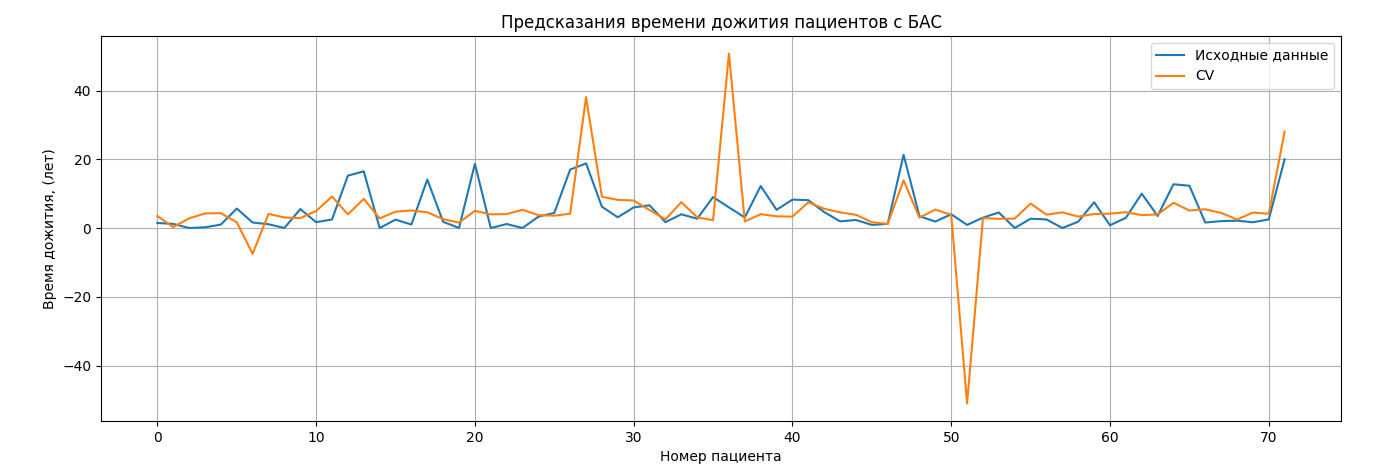 Предсказания времени дожития пациентов с БАС
Исходные данные
CV
Время дожития, (лет)
40
20
0
−20
−40
0 10 20 30 40 50 60 70
Номер пациента